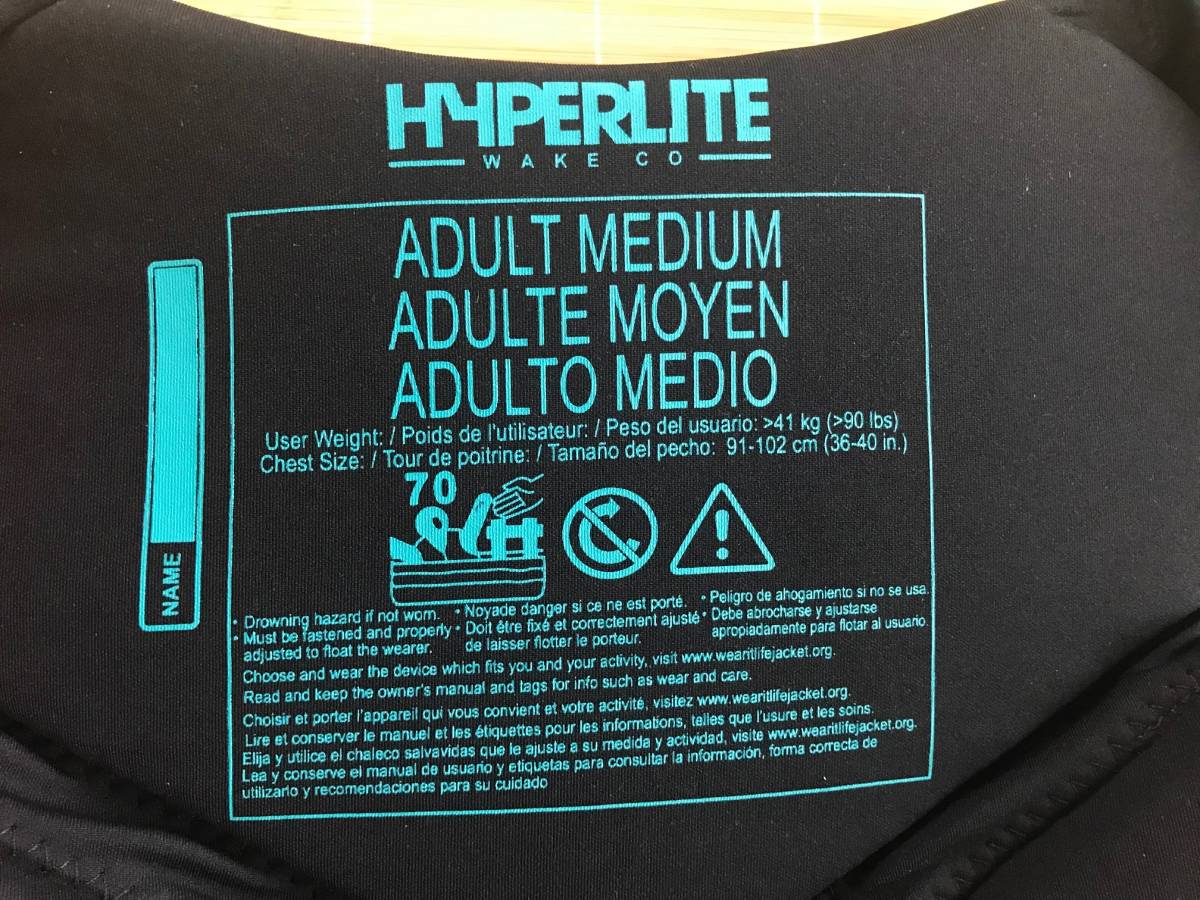 HYPERLITE
WAKE CO
ADULT MEDIUM
ADULTE MOYEN
ADULTO MEDIO
User Weight: / Poids de l'utilisateur: / Peso del usuario: >41 kg (>90 lbs)
Chest Size: / Tour de poitrine: / Tamaño del pecho: 91-102 cm (36-40 in.)
70
• Drowning hazard if not worn.
• Must be fastened and properly
adjusted to float the wearer.
• Noyade danger si ce ne est porté.
• Doit être fixé et correctement ajusté
de laisser flotter le porteur.
• Peligro de ahogamiento si no se usa.
• Debe abrocharse y ajustarse
apropiadamente para flotar al usuario.
Choose and wear the device which fits you and your activity, visit www.wearitlifejacket.org.
Read and keep the owner's manual and tags for info such as wear and care.
Choisir et porter l'appareil qui vous convient et votre activité, visitez www.wearitlifejacket.org.
Lire et conserver le manuel et les étiquettes pour les informations, telles que l'usure et les soins.
Elija y utilice el chaleco salvavidas que le ajuste a su medida y actividad, visite www.wearitlifejacket.org.
Lea y conserve el manual de usuario y etiquetas para consultar la información, forma correcta de
utilizarlo y recomendaciones para su cuidado
NAME